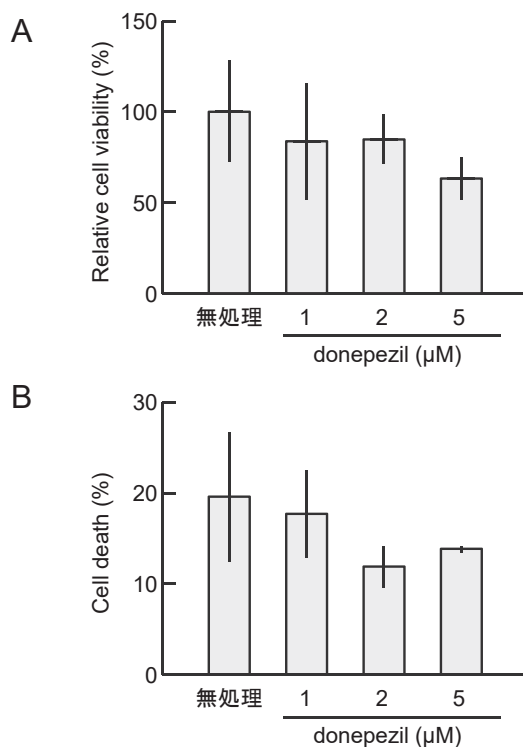 A
Relative cell viability (%)
150
100
50
0
無処理 1 2 5
donepezil (µM)
B
Cell death (%)
30
20
10
0
無処理 1 2 5
donepezil (µM)